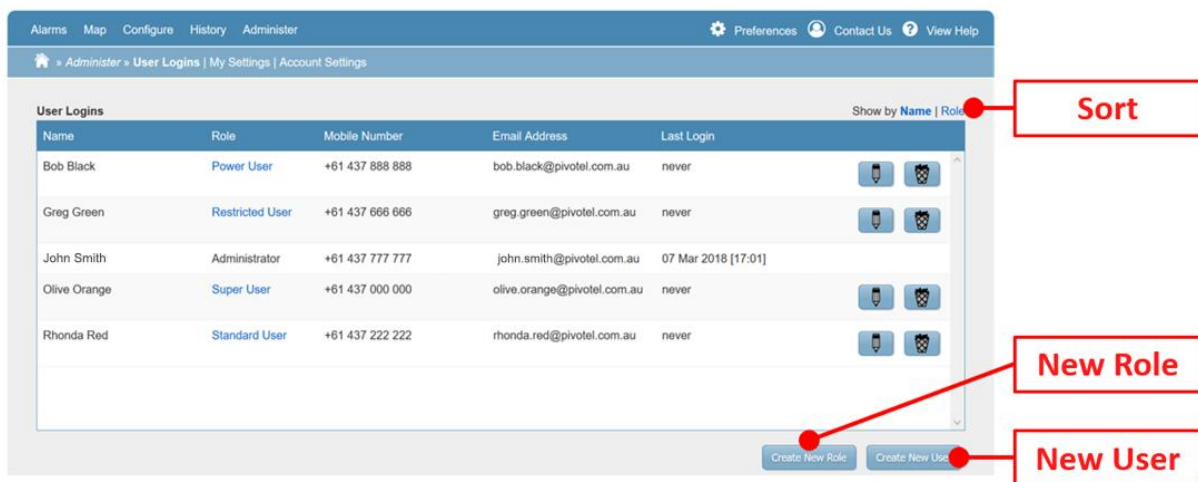 Alarms Map Configure History Administer Preferences Contact Us ? View Help
» Administer » User Logins | My Settings | Account Settings
User Logins Show by Name | Role
Sort
Name Role Mobile Number Email Address Last Login
Bob Black Power User +61 437 888 888 bob.black@pivotel.com.au never
Greg Green Restricted User +61 437 666 666 greg.green@pivotel.com.au never
John Smith Administrator +61 437 777 777 john.smith@pivotel.com.au 07 Mar 2018 [17:01]
Olive Orange Super User +61 437 000 000 olive.orange@pivotel.com.au never
Rhonda Red Standard User +61 437 222 222 rhonda.red@pivotel.com.au never
New Role
Create New Role Create New Use
New User